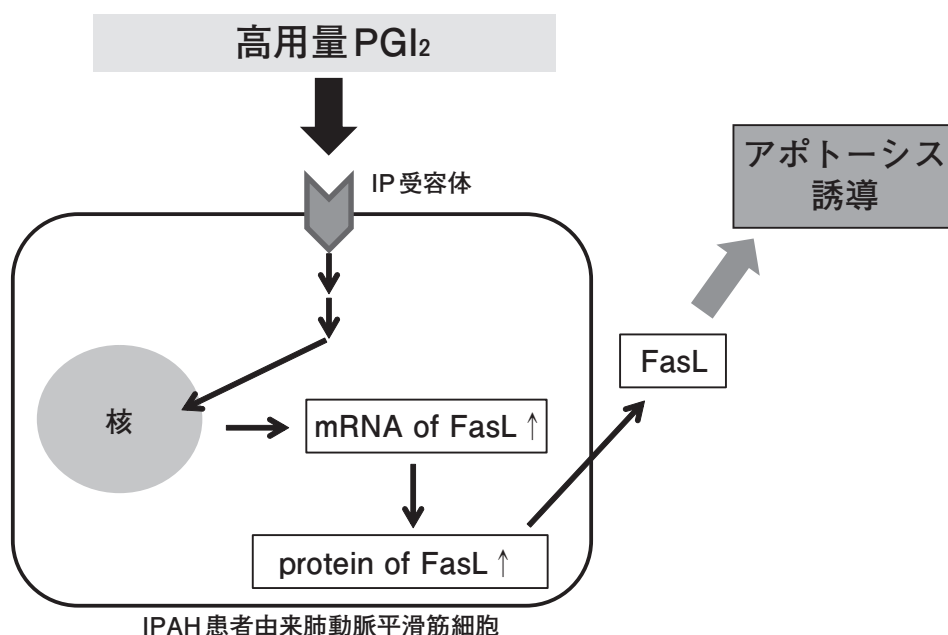 高用量PGI₂
IP受容体
アポトーシス
誘導
FasL
核
mRNA of FasL↑
protein of FasL↑
IPAH患者由来肺動脈平滑筋細胞